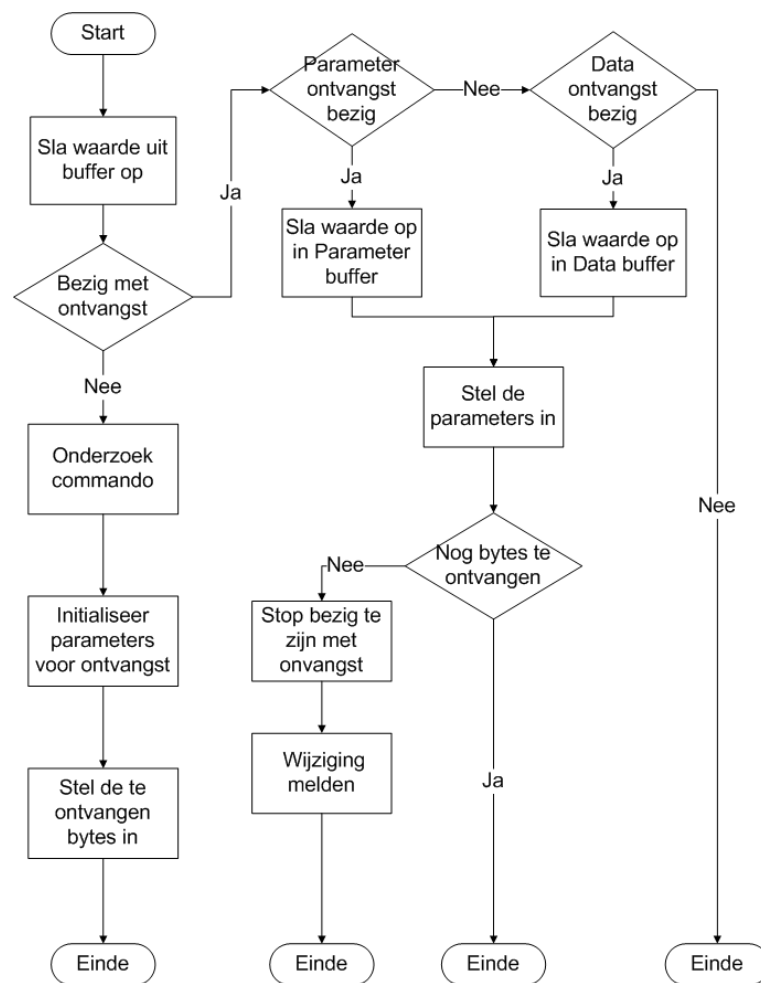 Start
Sla waarde uit
buffer op
Bezig met
ontvangst
Ja
Nee
Onderzoek
commando
Initialiseer
parameters
voor ontvangst
Stel de te
ontvangen
bytes in
Einde
Parameter
ontvangst
bezig
Nee
Ja
Sla waarde op
in Parameter
buffer
Data
ontvangst
bezig
Ja
Sla waarde op
in Data buffer
Nee
Stel de
parameters in
Nog bytes te
ontvangen
Nee
Stop bezig te
zijn met
onvangst
Wijziging
melden
Einde
Ja
Einde
Einde